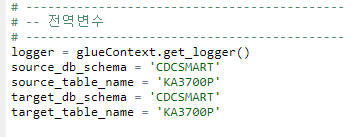 # ------------------------------------------
# -- 전역변수
# ------------------------------------------
logger = glueContext.get_logger()
source_db_schema = 'CDCSMART'
source_table_name = 'KA3700P'
target_db_schema = 'CDCSMART'
target_table_name = 'KA3700P'